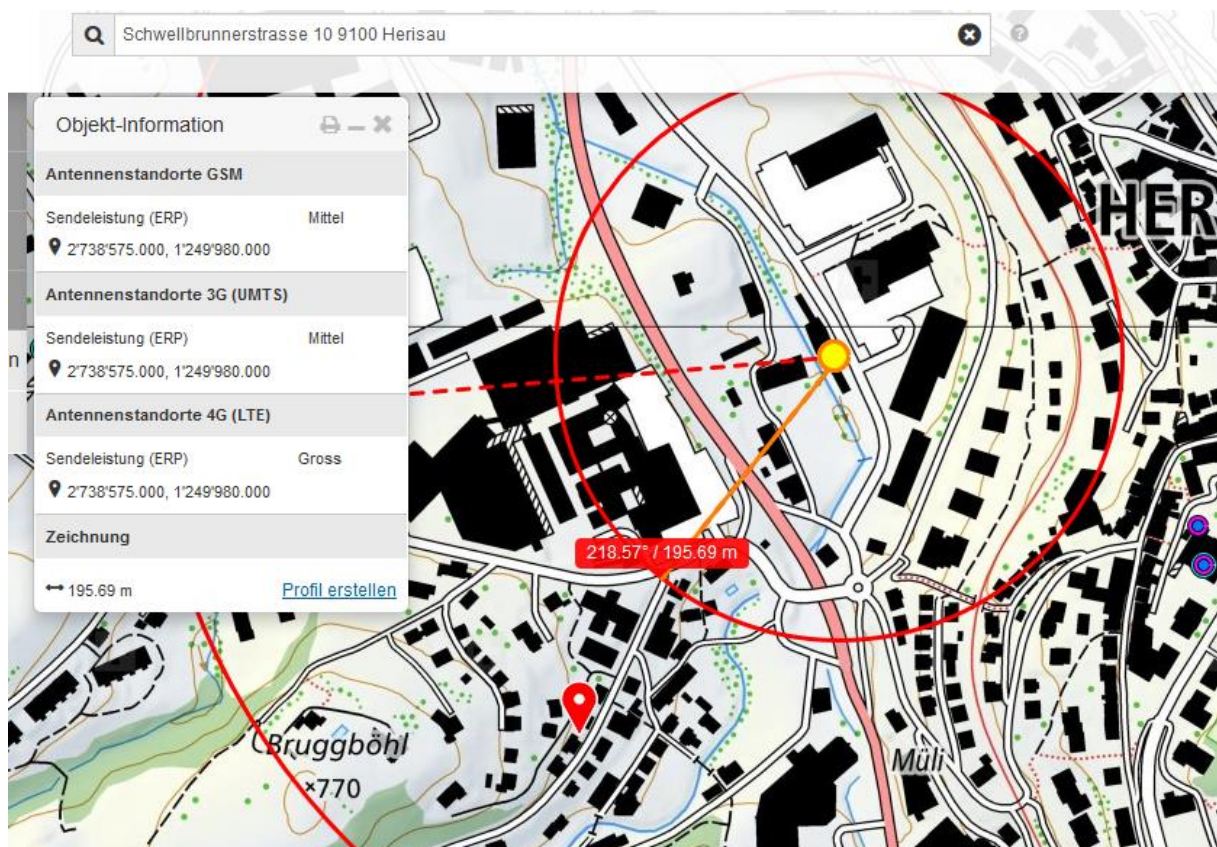 Schwellbrunnerstrasse 10 9100 Herisau
Objekt-Information
Antennenstandorte GSM
Sendeleistung (ERP) Mittel
2'738'575.000, 1'249'980.000
Antennenstandorte 3G (UMTS)
Sendeleistung (ERP) Mittel
2'738'575.000, 1'249'980.000
Antennenstandorte 4G (LTE)
Sendeleistung (ERP) Gross
2'738'575.000, 1'249'980.000
Zeichnung
195.69 m Profil erstellen
n
HER
218.57° / 195.69 m
Bruggböhl
×770
Müli